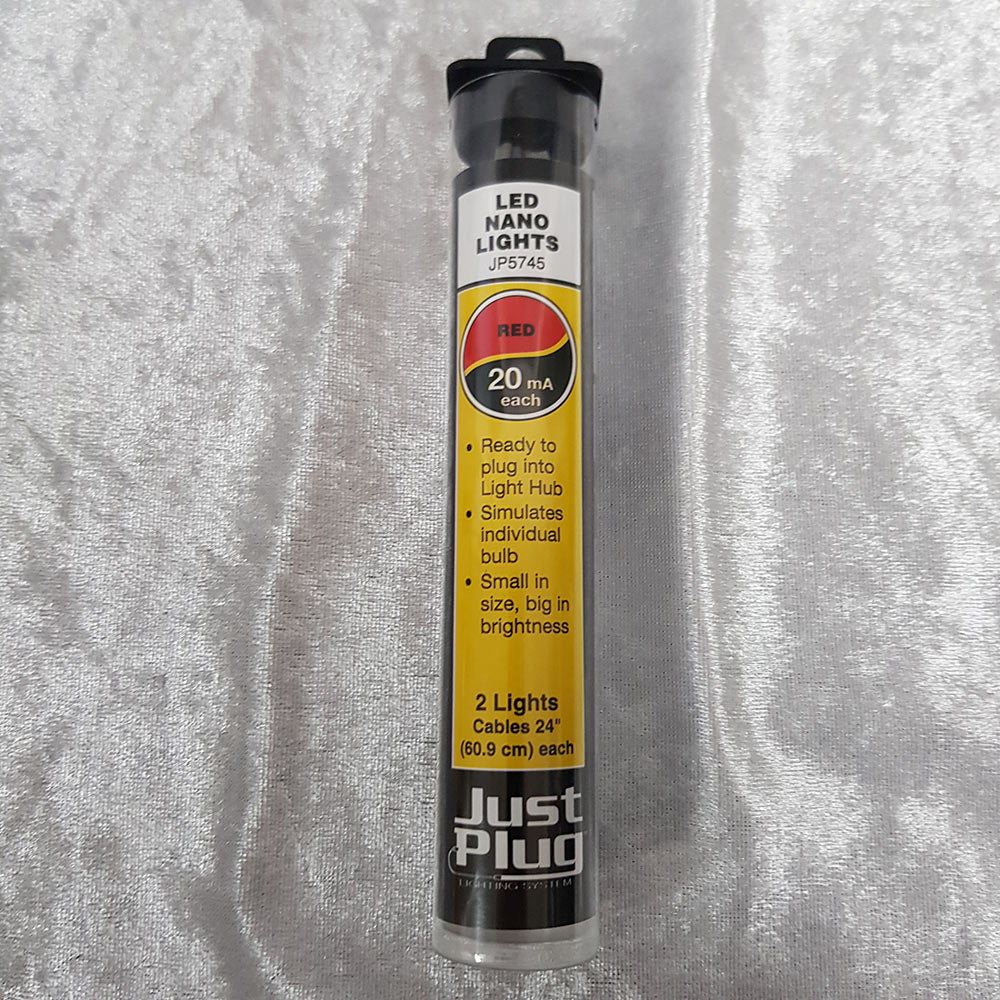 LED
NANO
LIGHTS
JP5745
RED
20 mA
each
• Ready to
plug into
Light Hub
• Simulates
individual
bulb
• Small in
size, big in
brightness
2 Lights
Cables 24"
(60.9 cm) each
Just
Plug
LIGHTING SYSTEM